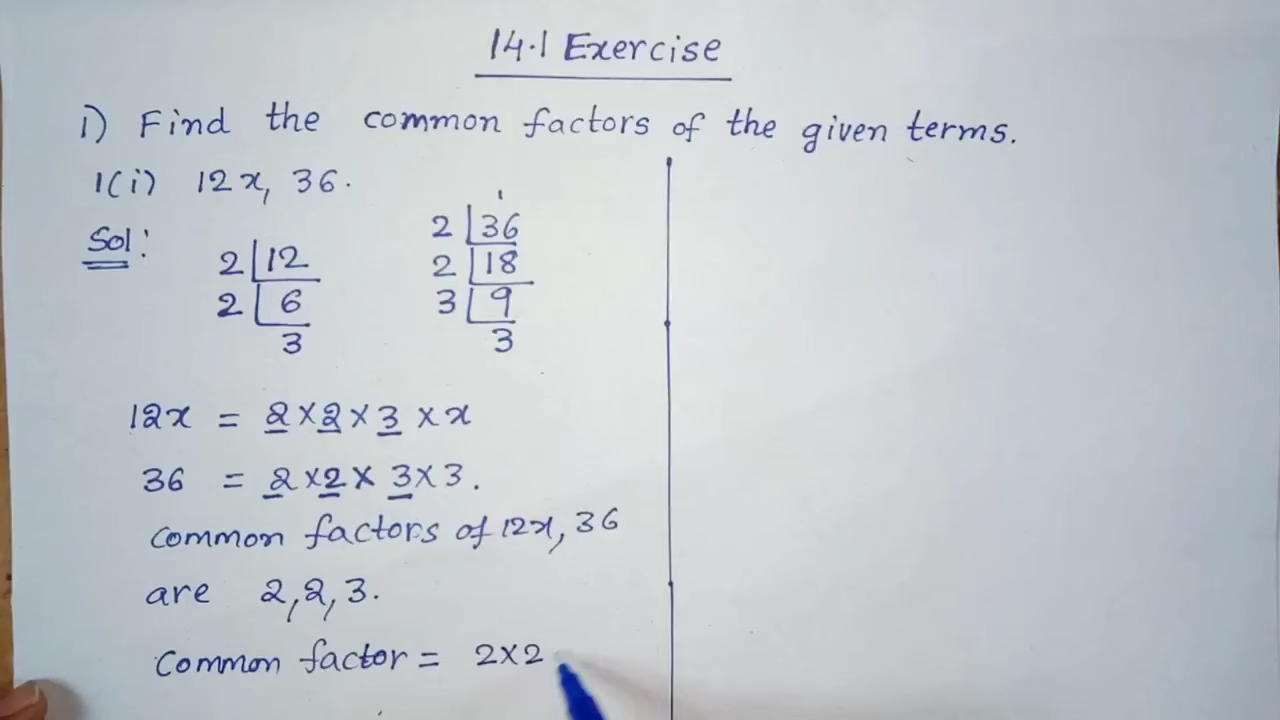 14.1 Exercise
1) Find the common factors of the given terms.
1(i) 12x, 36.
Sol:
2 | 12
2 | 6
3
2 | 36
2 | 18
3 | 9
3
12x = 2 × 2 × 3 × x
36 = 2 × 2 × 3 × 3.
Common factors of 12x, 36
are 2, 2, 3.
Common factor = 2 × 2